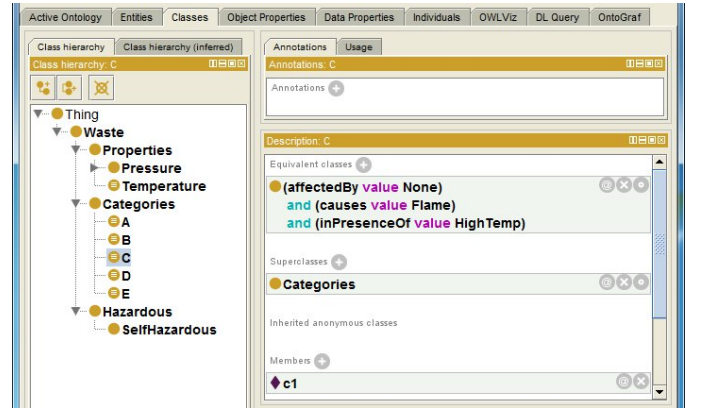 Active Ontology Entities Classes Object Properties Data Properties Individuals OWLViz DL Query OntoGraf
Class hierarchy Class hierarchy (inferred)
Class hierarchy: C
Thing
Waste
Properties
Pressure
Temperature
Categories
A
B
C
D
E
Hazardous
SelfHazardous
Annotations Usage
Annotations: C
Annotations
Description: C
Equivalent classes
(affectedBy value None)
and (causes value Flame)
and (inPresenceOf value HighTemp)
Superclasses
Categories
Inherited anonymous classes
Members
c1